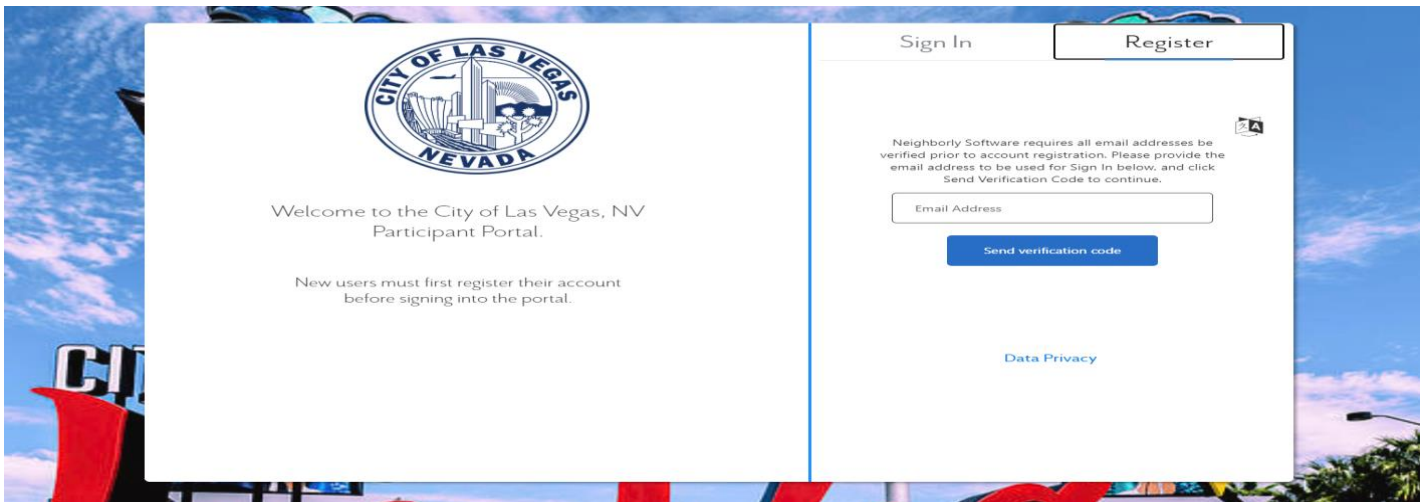 CITY OF LAS VEGAS
NEVADA
Welcome to the City of Las Vegas, NV
Participant Portal.
New users must first register their account
before signing into the portal.
Sign In
Register
Neighborly Software requires all email addresses be
verified prior to account registration. Please provide the
email address to be used for Sign In below, and click
Send Verification Code to continue.
Email Address
Send verification code
Data Privacy